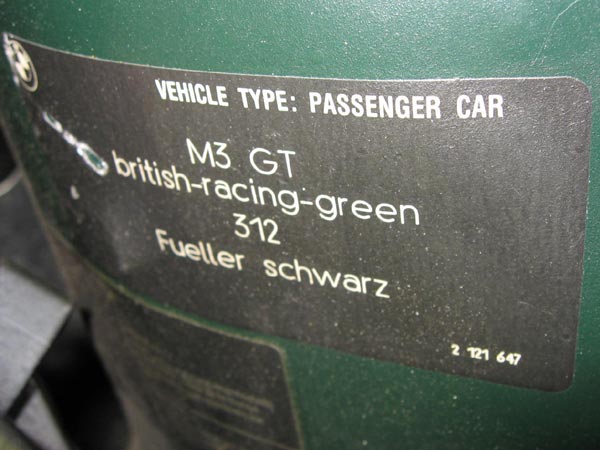 VEHICLE TYPE: PASSENGER CAR
M3 GT
british-racing-green
312
Fueller schwarz
2 121 647